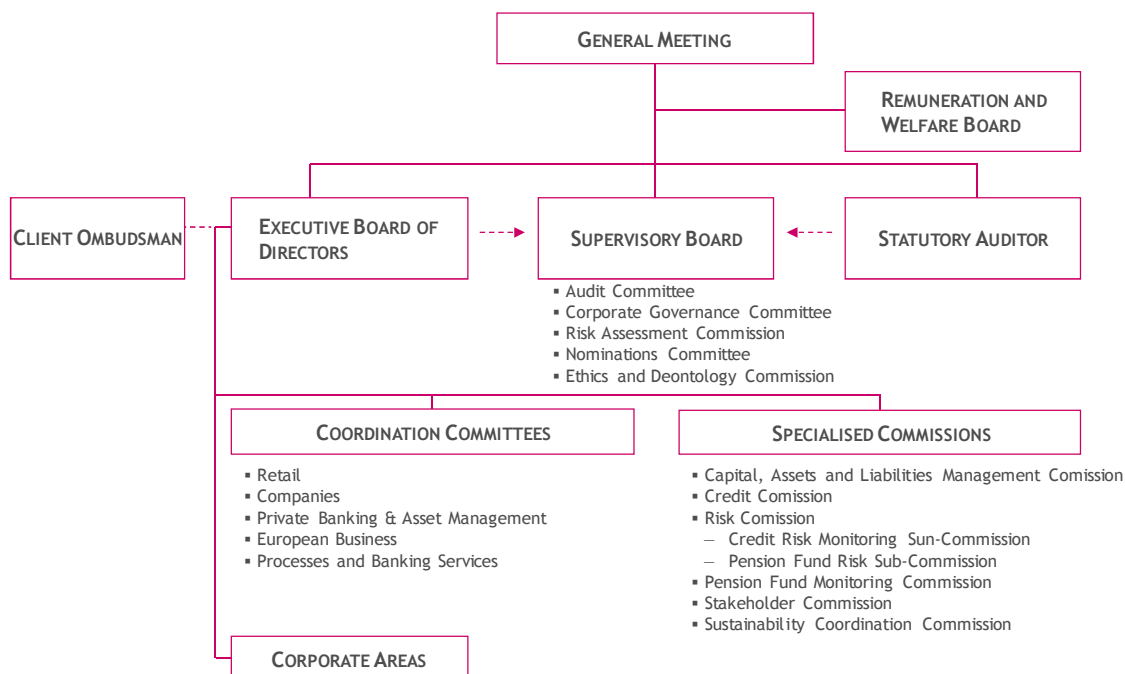 GENERAL MEETING
REMUNERATION AND
WELFARE BOARD
CLIENT OMBUDSMAN
EXECUTIVE BOARD OF
DIRECTORS
SUPERVISORY BOARD
STATUTORY AUDITOR
▪ Audit Committee
▪ Corporate Governance Committee
▪ Risk Assessment Commission
▪ Nominations Committee
▪ Ethics and Deontology Commission
COORDINATION COMMITTEES
▪ Retail
▪ Companies
▪ Private Banking & Asset Management
▪ European Business
▪ Processes and Banking Services
SPECIALISED COMMISSIONS
▪ Capital, Assets and Liabilities Management Comission
▪ Credit Comission
▪ Risk Comission
– Credit Risk Monitoring Sun-Commission
– Pension Fund Risk Sub-Commission
▪ Pension Fund Monitoring Commission
▪ Stakeholder Commission
▪ Sustainability Coordination Commission
CORPORATE AREAS